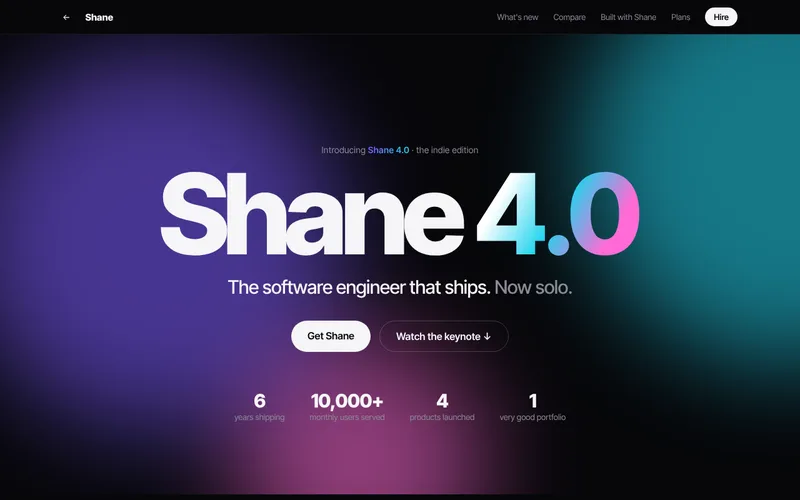 ← Shane What's new Compare Built with Shane Plans Hire
Introducing Shane 4.0 · the indie edition
Shane 4.0
The software engineer that ships. Now solo.
Get Shane Watch the keynote ↓
6 10,000+ 4 1
years shipping monthly users served products launched very good portfolio